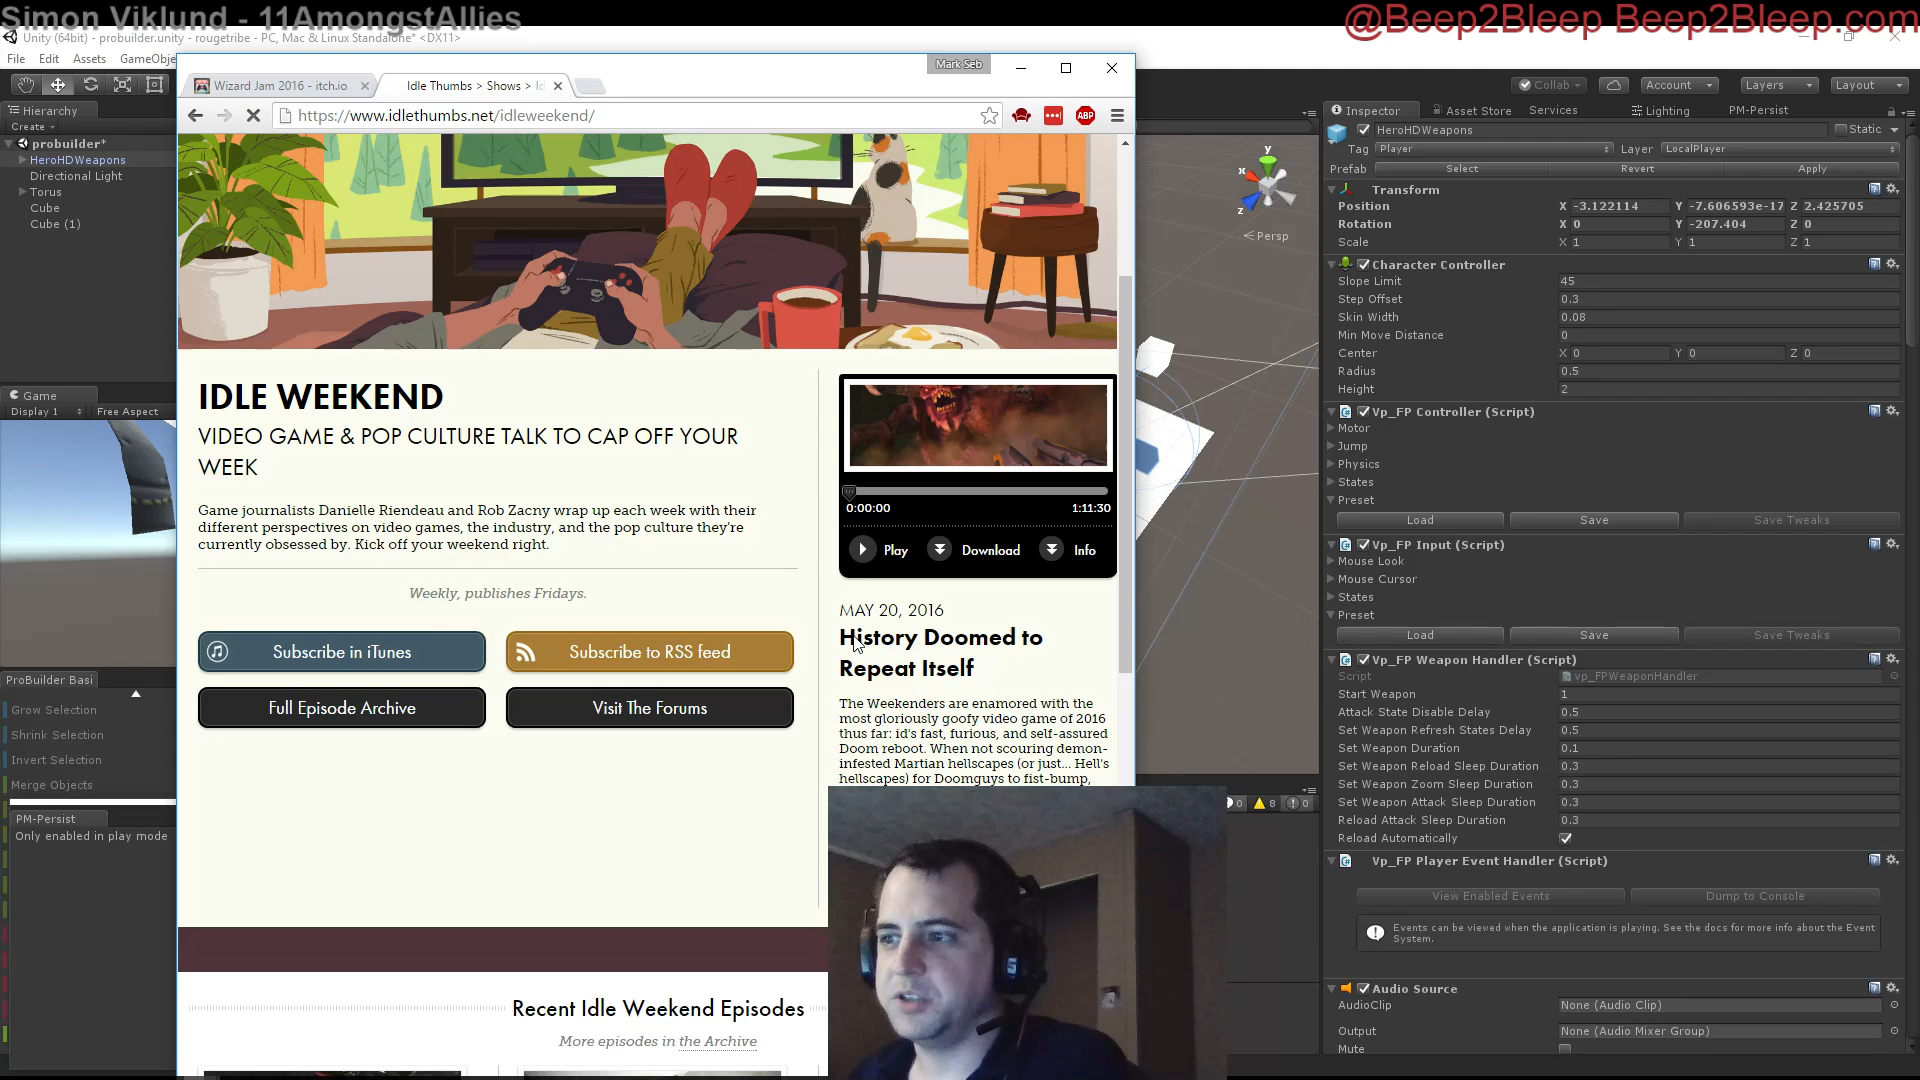 Simon Viklund - 11AmongstAllies
@Beep2Bleep Beep2Bleep.com
Unity (64bit) - probuilder.unity - rougetribe - PC, Mac & Linux Standalone* <DX11>
File Edit Assets GameObj
Mark Seb
Wizard Jam 2016 - itch.io
Idle Thumbs > Shows > Id
https://www.idlethumbs.net/idleweekend/
ABP
Collab
Account
Layers
Layout
Hierarchy
Create
probuilder*
HeroHDWeapons
Directional Light
Torus
Cube
Cube (1)
Game
Display 1
Free Aspect
ProBuilder Basi
Grow Selection
Shrink Selection
Invert Selection
Merge Objects
PM-Persist
Only enabled in play mode
IDLE WEEKEND
VIDEO GAME & POP CULTURE TALK TO CAP OFF YOUR
WEEK
Game journalists Danielle Riendeau and Rob Zacny wrap up each week with their
different perspectives on video games, the industry, and the pop culture they're
currently obsessed by. Kick off your weekend right.
Weekly, publishes Fridays.
Subscribe in iTunes
Subscribe to RSS feed
Full Episode Archive
Visit The Forums
0:00:00
1:11:30
Play
Download
Info
MAY 20, 2016
History Doomed to
Repeat Itself
The Weekenders are enamored with the
most gloriously goofy video game of 2016
thus far: id's fast, furious, and self-assured
Doom reboot. When not scouring demon-
infested Martian hellscapes (or just... Hell's
hellscapes) for Doomguys to fist-bump,
Recent Idle Weekend Episodes
More episodes in the Archive
y
x
z
Persp
0
8
0
Inspector
Asset Store
Services
Lighting
PM-Persist
HeroHDWeapons
Static
Tag Player
Layer LocalPlayer
Prefab Select Revert Apply
Transform
Position X -3.122114 Y -7.606593e-17 Z 2.425705
Rotation X 0 Y -207.404 Z 0
Scale X 1 Y 1 Z 1
Character Controller
Slope Limit 45
Step Offset 0.3
Skin Width 0.08
Min Move Distance 0
Center X 0 Y 0 Z 0
Radius 0.5
Height 2
Vp_FP Controller (Script)
Motor
Jump
Physics
States
Preset
Load Save Save Tweaks
Vp_FP Input (Script)
Mouse Look
Mouse Cursor
States
Preset
Load Save Save Tweaks
Vp_FP Weapon Handler (Script)
Script vp_FPWeaponHandler
Start Weapon 1
Attack State Disable Delay 0.5
Set Weapon Refresh States Delay 0.5
Set Weapon Duration 0.1
Set Weapon Reload Sleep Duration 0.3
Set Weapon Zoom Sleep Duration 0.3
Set Weapon Attack Sleep Duration 0.3
Reload Attack Sleep Duration 0.3
Reload Automatically
Vp_FP Player Event Handler (Script)
View Enabled Events Dump to Console
Events can be viewed when the application is playing. See the docs for more info about the Event
System.
Audio Source
AudioClip None (Audio Clip)
Output None (Audio Mixer Group)
Mute